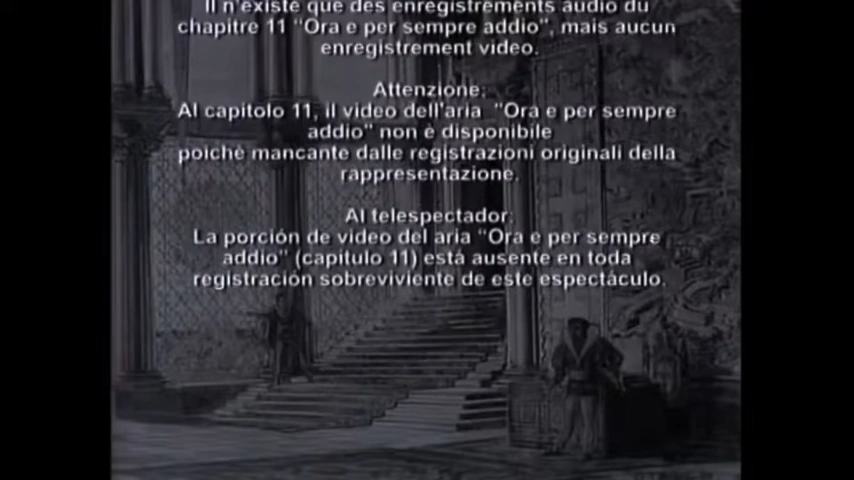 Il n'existe que des enregistrements audio du
chapitre 11 "Ora e per sempre addio", mais aucun
enregistrement video.
Attenzione:
Al capitolo 11, il video dell'aria "Ora e per sempre
addio" non è disponibile
poichè mancante dalle registrazioni originali della
rappresentazione.
Al telespectador:
La porción de video del aria "Ora e per sempre
addio" (capitulo 11) está ausente en toda
registración sobreviviente de este espectáculo.